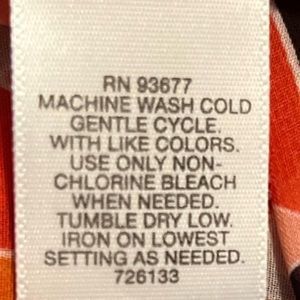 RN 93677
MACHINE WASH COLD
GENTLE CYCLE.
WITH LIKE COLORS.
USE ONLY NON-
CHLORINE BLEACH
WHEN NEEDED.
TUMBLE DRY LOW.
IRON ON LOWEST
SETTING AS NEEDED.
726133